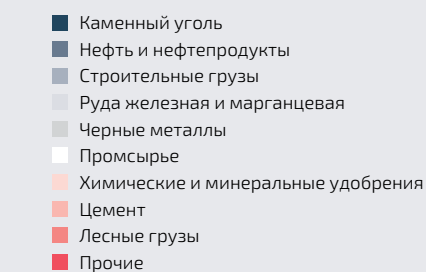 Каменный уголь
Нефть и нефтепродукты
Строительные грузы
Руда железная и марганцевая
Черные металлы
Промсырье
Химические и минеральные удобрения
Цемент
Лесные грузы
Прочие